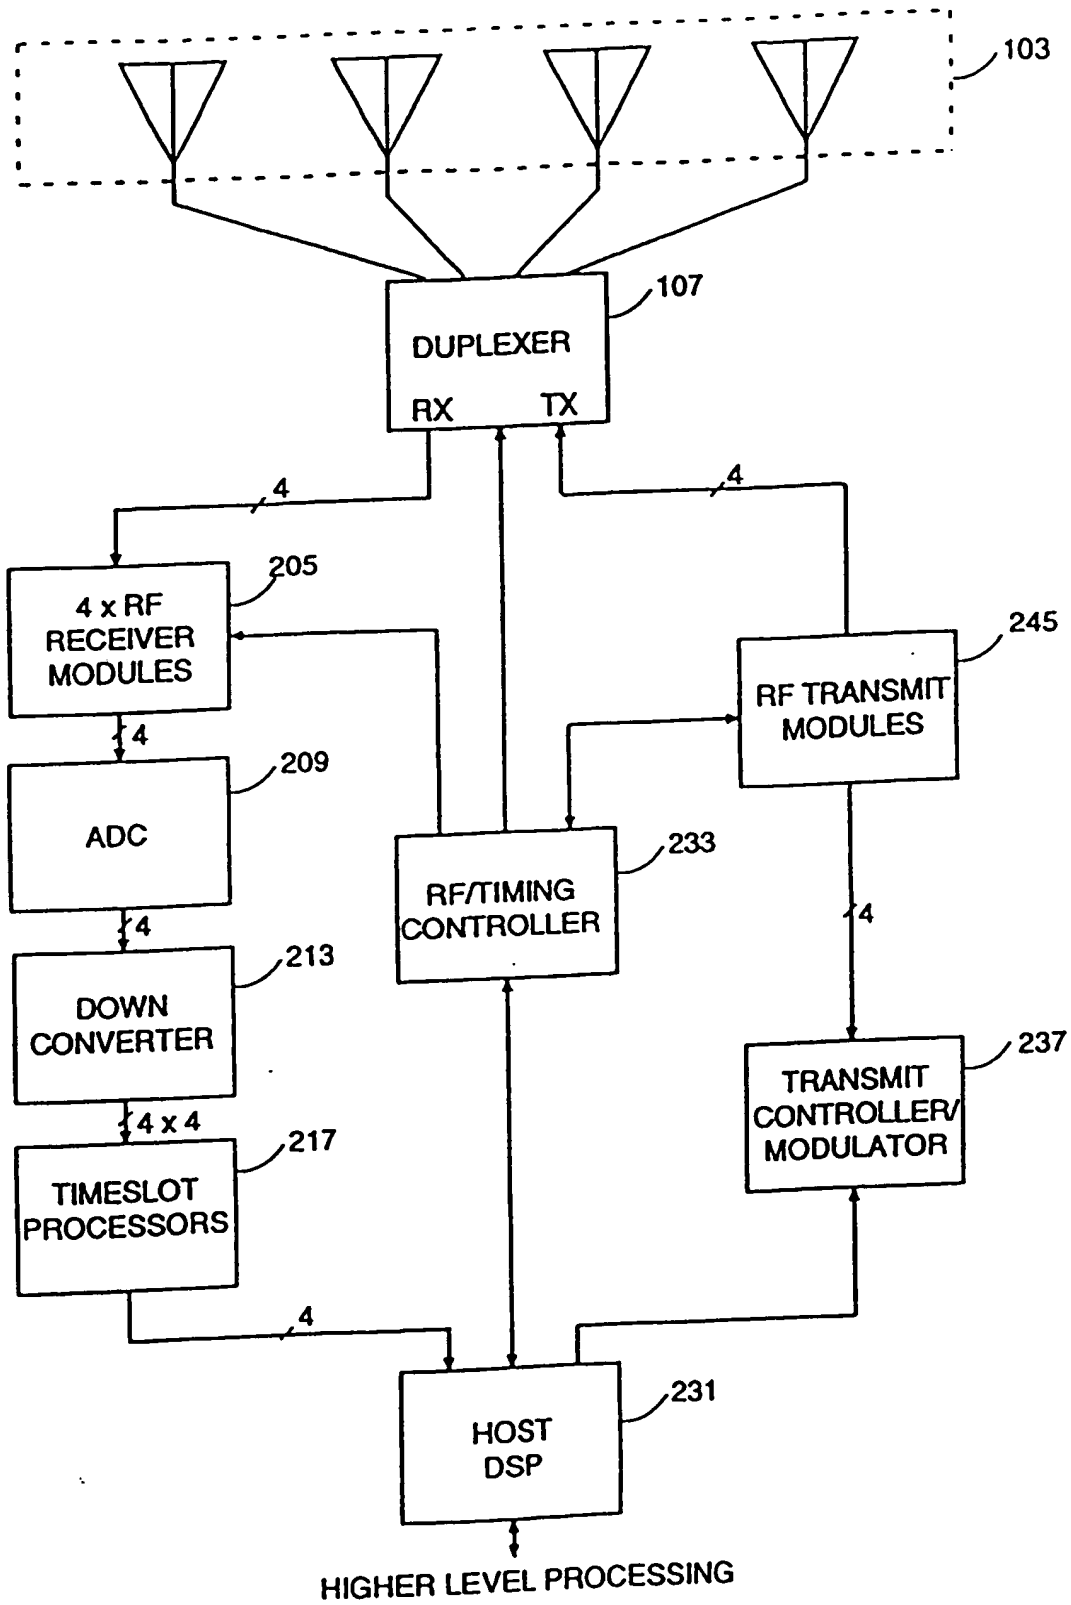 103
107
DUPLEXER
RX TX
4
4
205
4 x RF
RECEIVER
MODULES
245
RF TRANSMIT
MODULES
4
209
ADC
233
RF/TIMING
CONTROLLER
4
4
213
DOWN
CONVERTER
237
TRANSMIT
CONTROLLER/
MODULATOR
4 x 4
217
TIMESLOT
PROCESSORS
4
231
HOST
DSP
HIGHER LEVEL PROCESSING